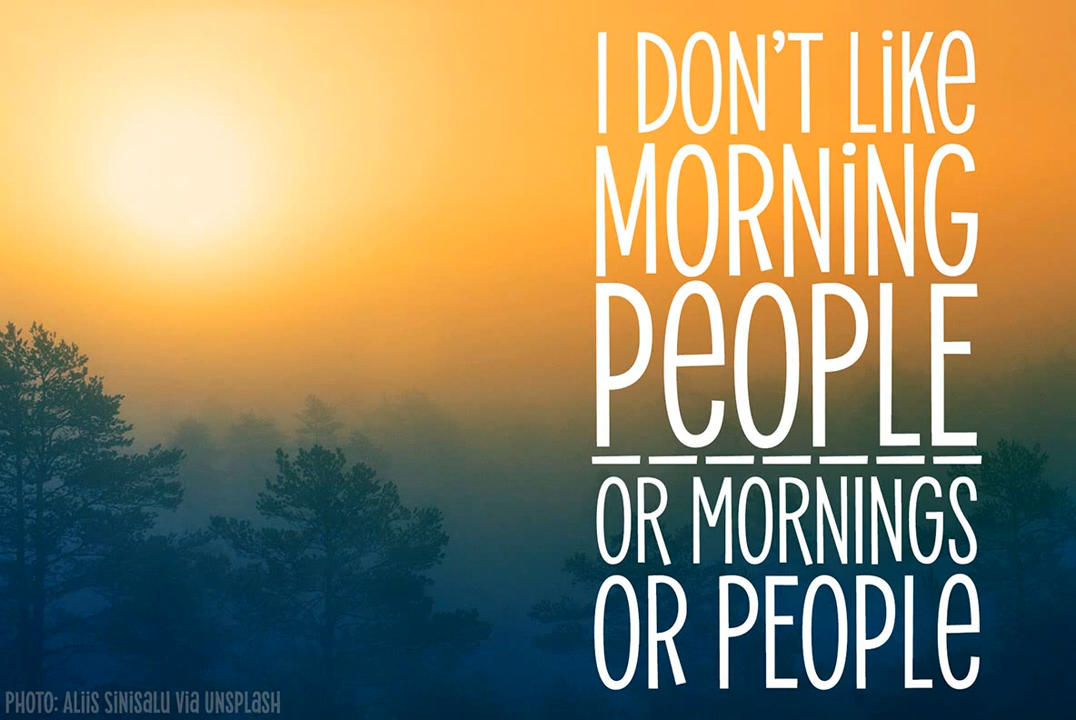 I DON'T LiKe
MORNiNG
PeOPLE
OR MORNINGS
OR PEOPLe
PHOTO: ALiiS SiNiSALU ViA UNSPLASH